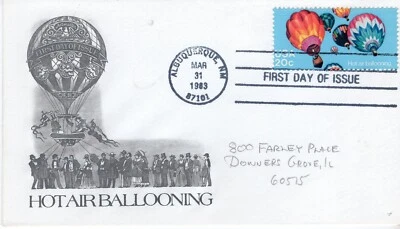 FIRST DAY OF ISSUE
ALBUQUERQUE, NM
MAR
31
1983
87101
FIRST DAY OF ISSUE
USA
20c
Hot air ballooning
HOT AIR BALLOONING
800 FARLEY PLACE
DOWNERS GROVE, IL
60515